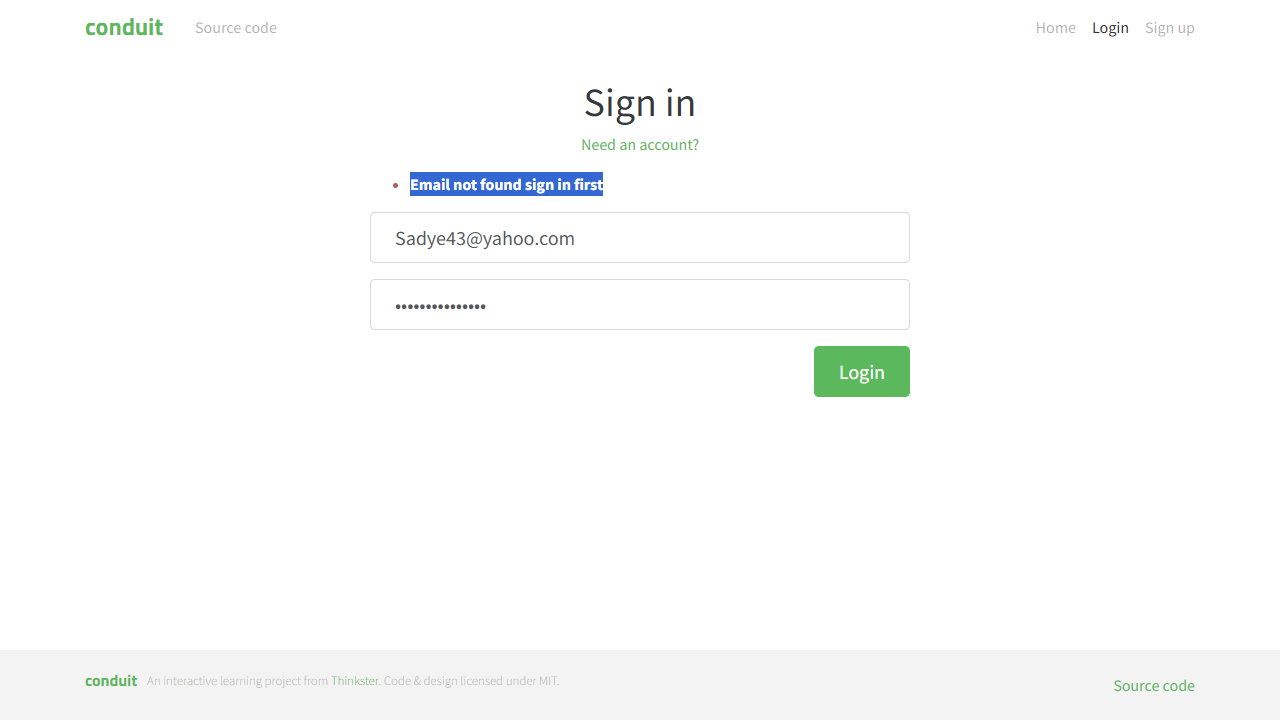 conduit
Source code
Home
Login
Sign up
Sign in
Need an account?
Email not found sign in first
Sadye43@yahoo.com
•••••••••••••••
Login
conduit
An interactive learning project from Thinkster. Code & design licensed under MIT.
Source code